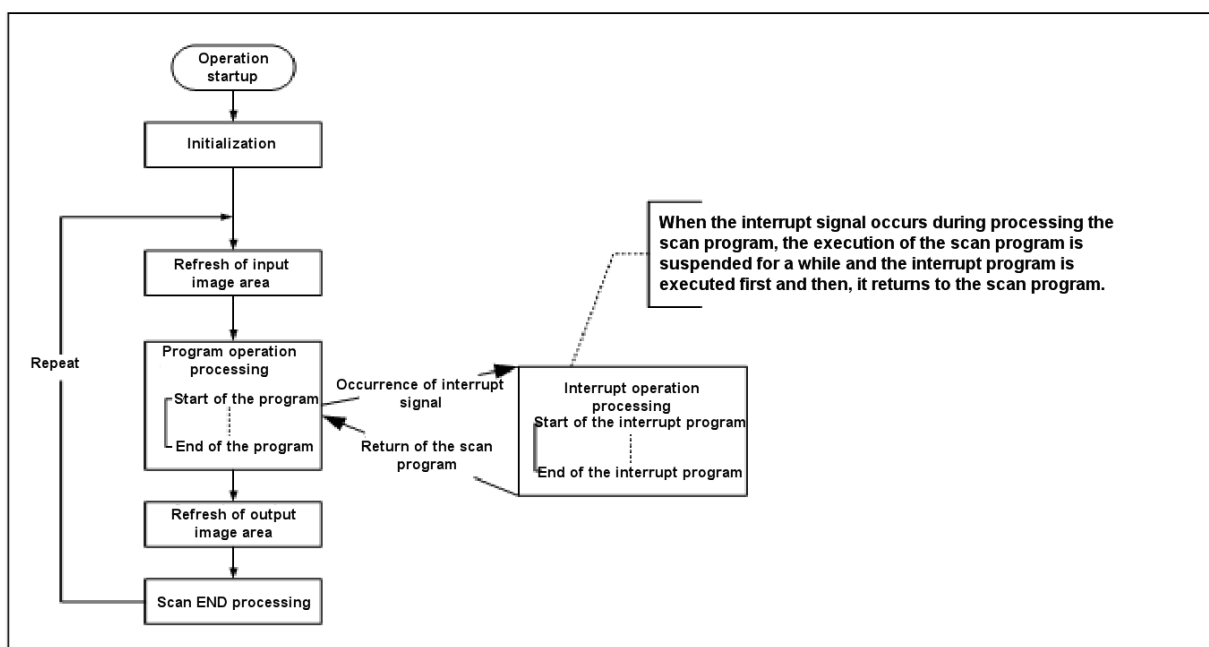 Operation
startup
Initialization
Refresh of input
image area
Repeat
Program operation
processing
Start of the program
End of the program
Occurrence of interrupt
signal
Return of the scan
program
Interrupt operation
processing
Start of the interrupt program
End of the interrupt program
When the interrupt signal occurs during processing the
scan program, the execution of the scan program is
suspended for a while and the interrupt program is
executed first and then, it returns to the scan program.
Refresh of output
image area
Scan END processing